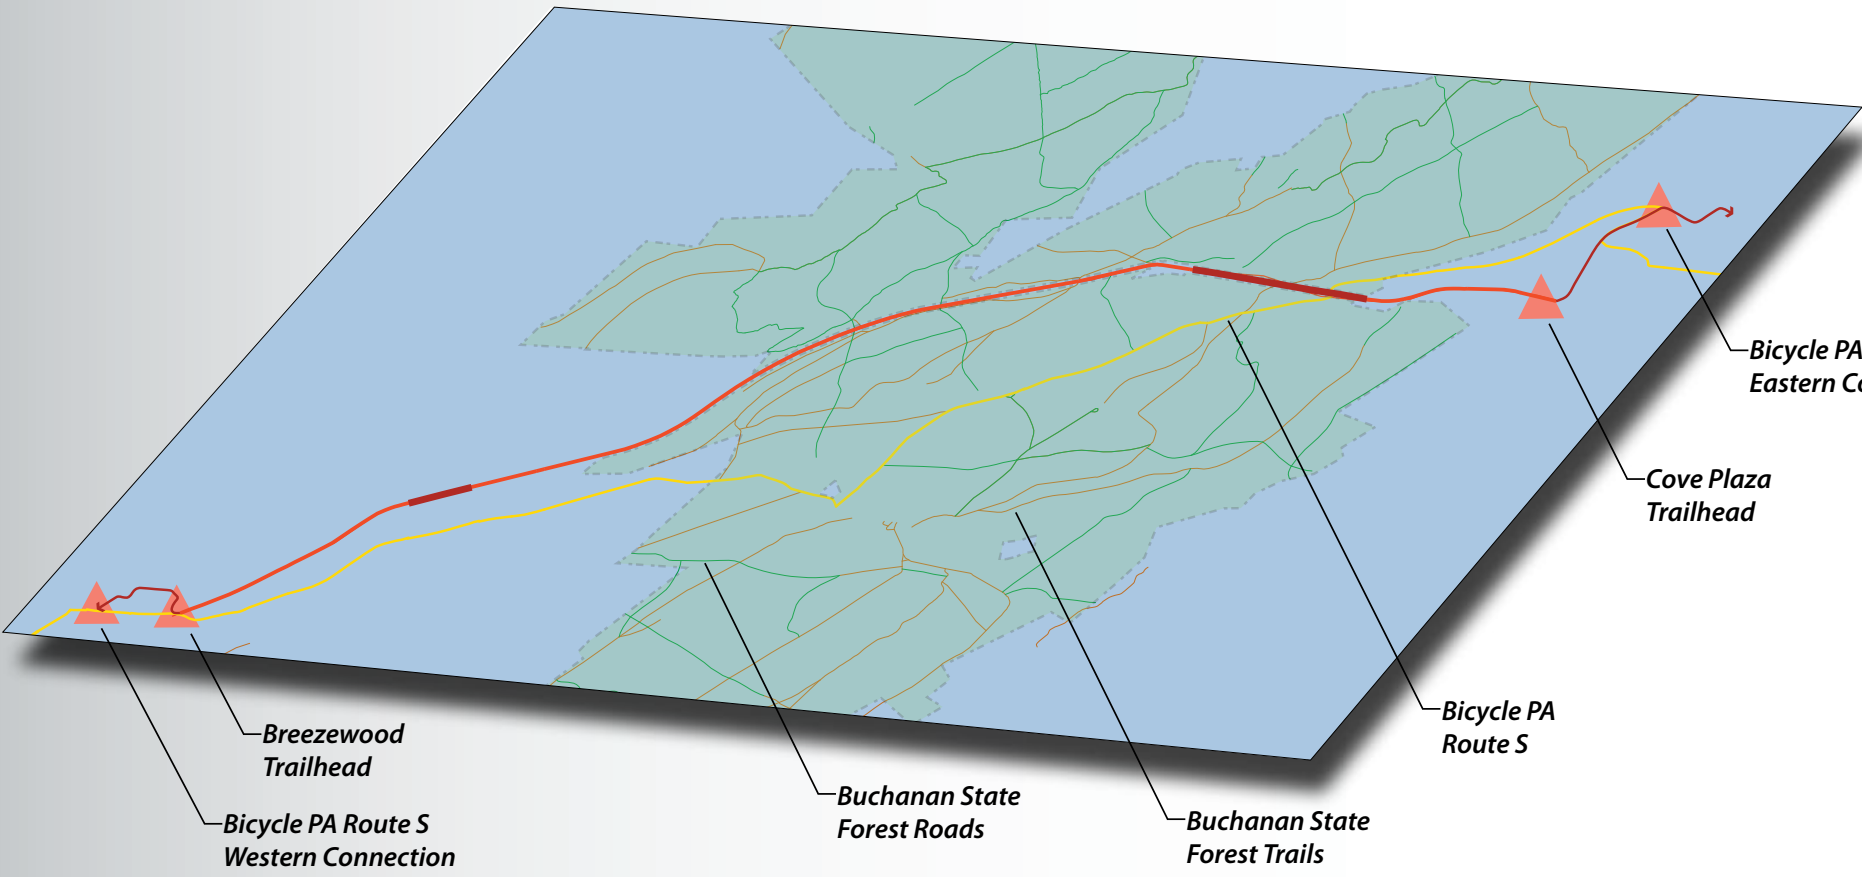 Bicycle PA
Eastern Co
Cove Plaza
Trailhead
Bicycle PA
Route S
Breezewood
Trailhead
Buchanan State
Forest Roads
Buchanan State
Forest Trails
Bicycle PA Route S
Western Connection